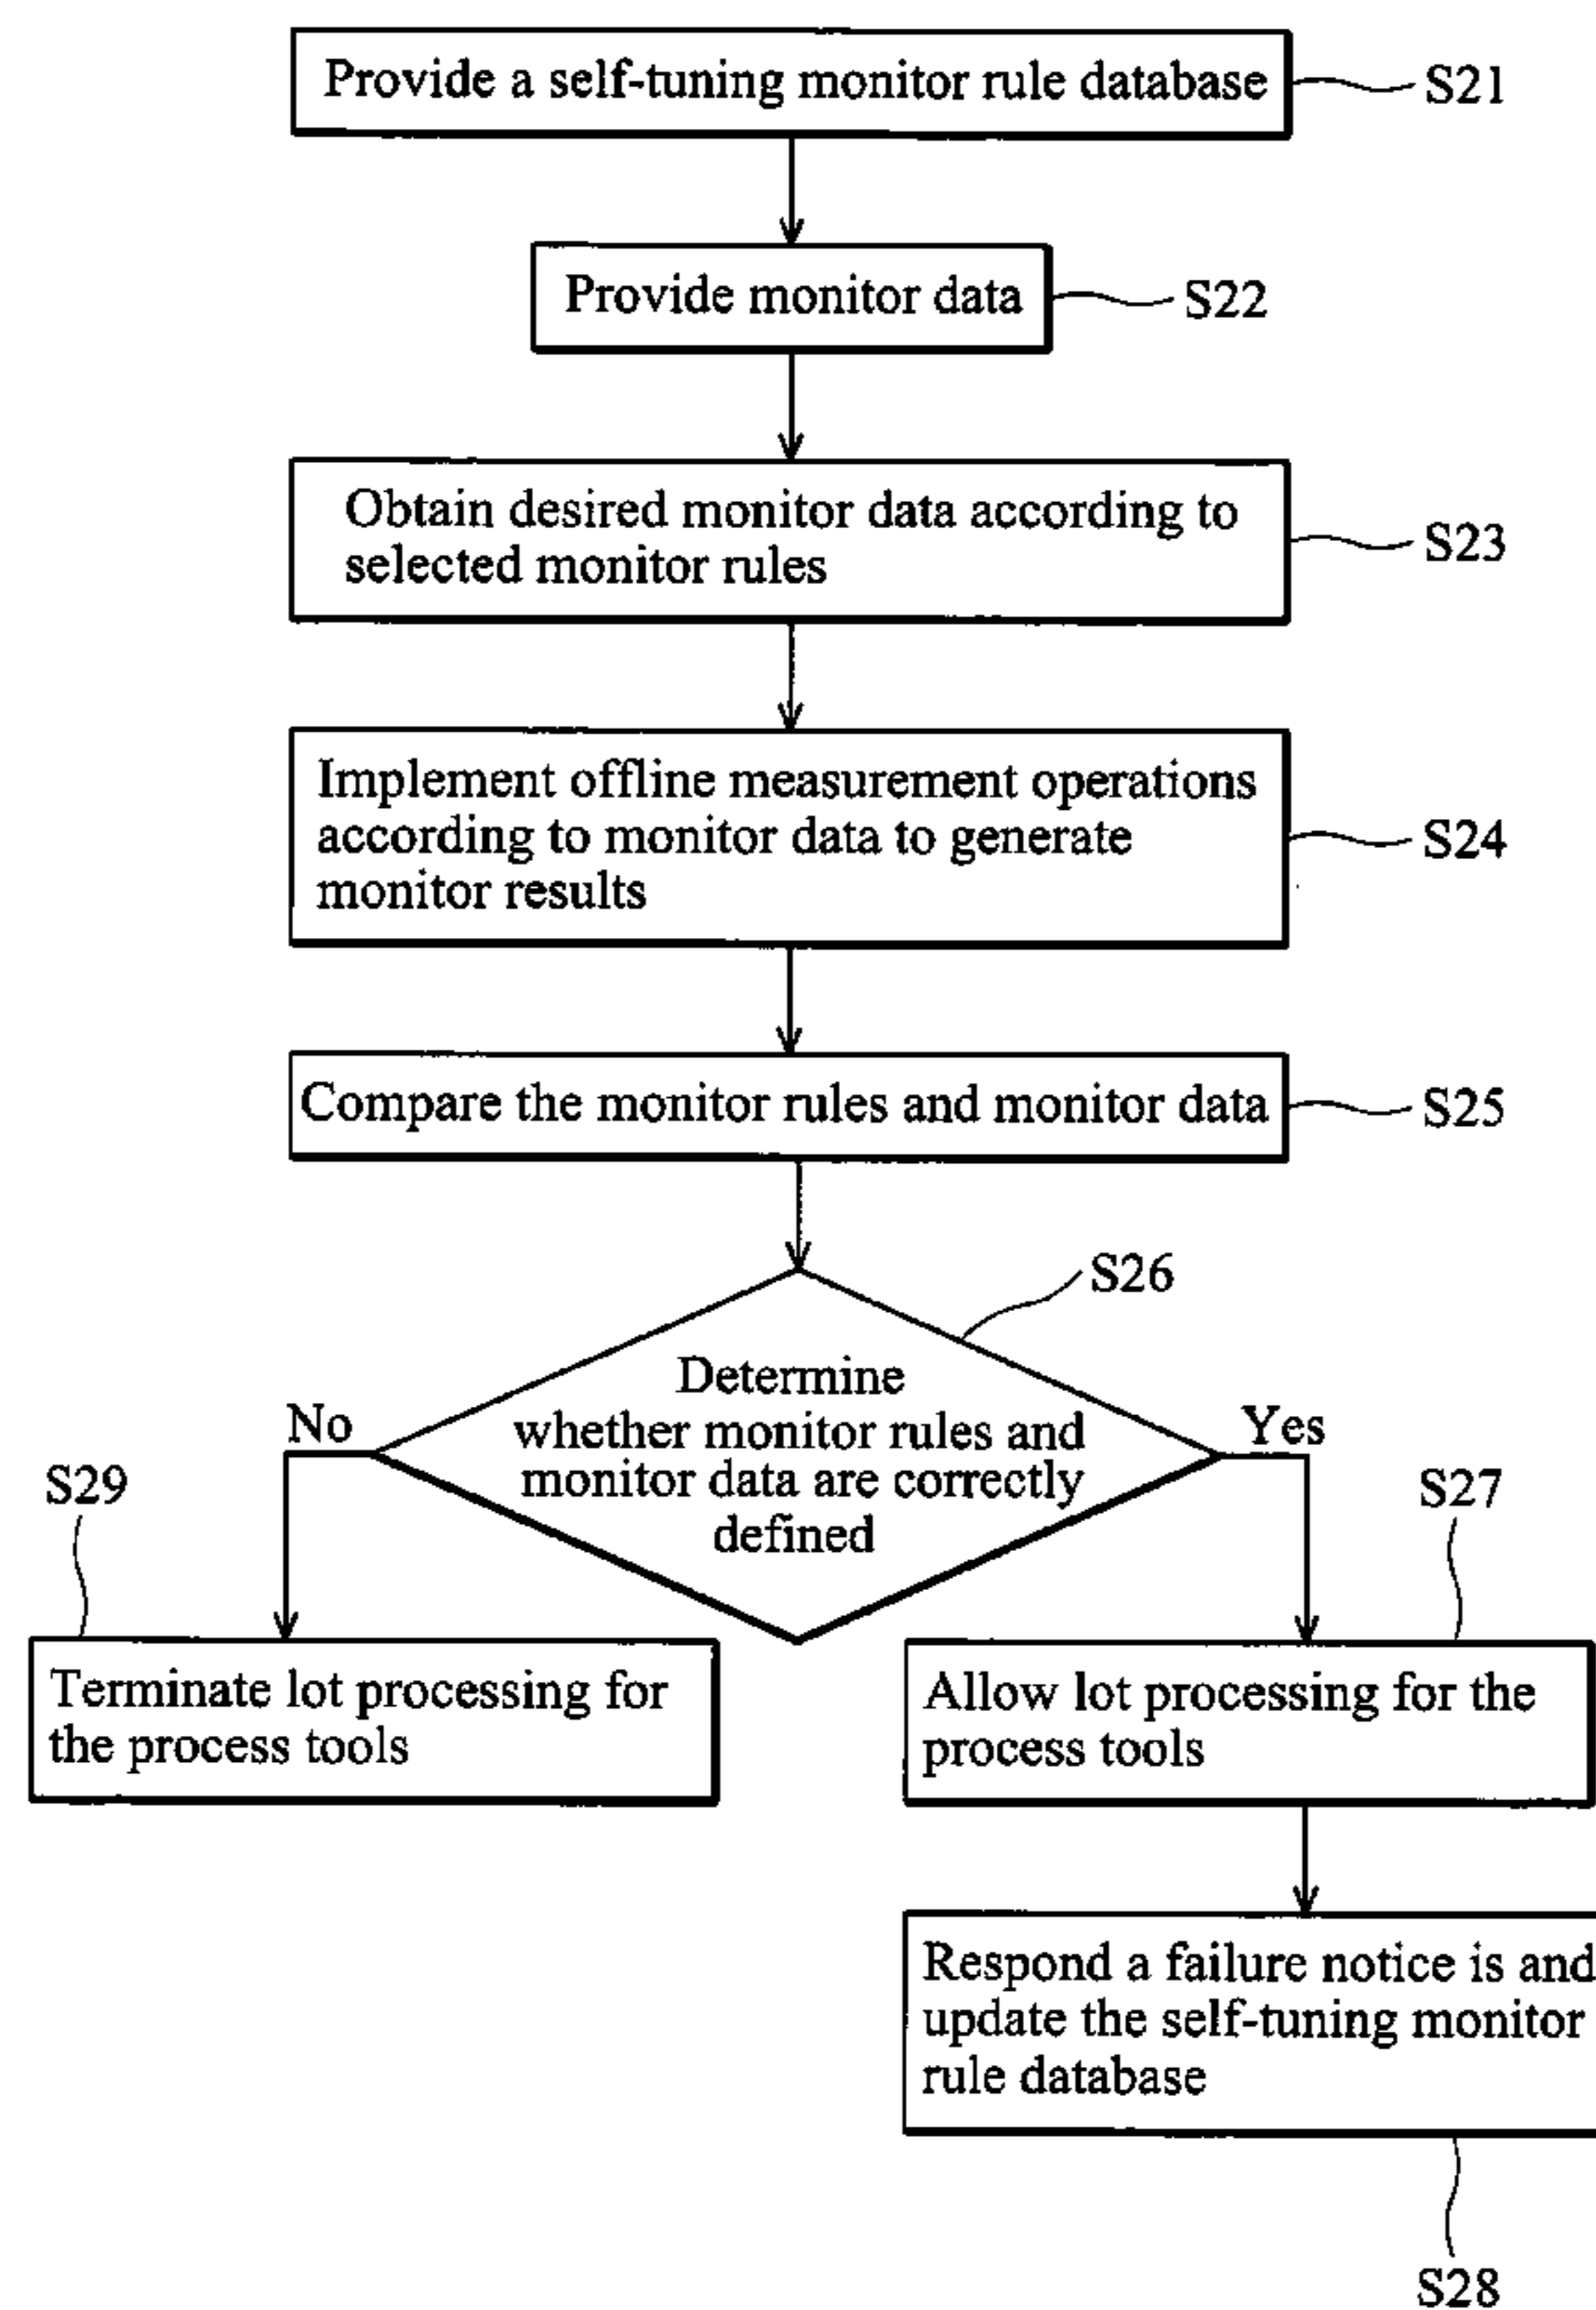 Provide a self-tuning monitor rule database
S21
Provide monitor data
S22
Obtain desired monitor data according to
selected monitor rules
S23
Implement offline measurement operations
according to monitor data to generate
monitor results
S24
Compare the monitor rules and monitor data
S25
S26
Determine
whether monitor rules and
monitor data are correctly
defined
No
Yes
S29
S27
Terminate lot processing for
the process tools
Allow lot processing for the
process tools
Respond a failure notice is and
update the self-tuning monitor
rule database
S28